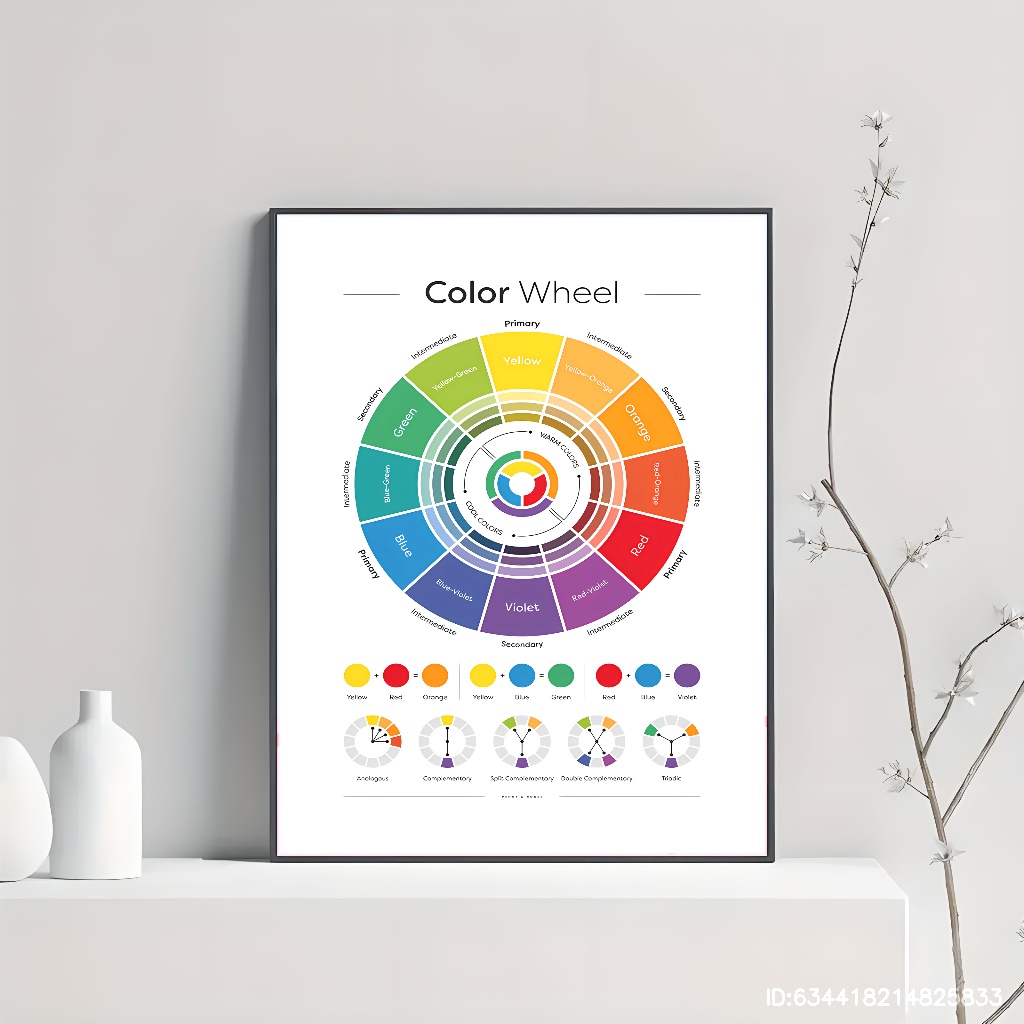 Color Wheel
Primary
Intermediate
Intermediate
Yellow
Yellow-Green
Yellow-Orange
Secondary
Secondary
Green
Orange
WARM COLORS
Intermediate
Intermediate
Blue-Green
Red-Orange
COOL COLORS
Blue
Red
Primary
Primary
Blue-Violet
Red-Violet
Violet
Intermediate
Intermediate
Secondary
+ = + = + =
Yellow Red Orange Yellow Blue Green Red Blue Violet
Analogous Complementary Split Complementary Double Complementary Triadic
ID:634418214825833